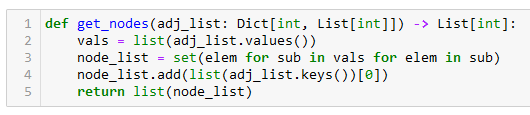 1 def get_nodes(adj_list: Dict[int, List[int]]) -> List[int]:
2     vals = list(adj_list.values())
3     node_list = set(elem for sub in vals for elem in sub)
4     node_list.add(list(adj_list.keys())[0])
5     return list(node_list)